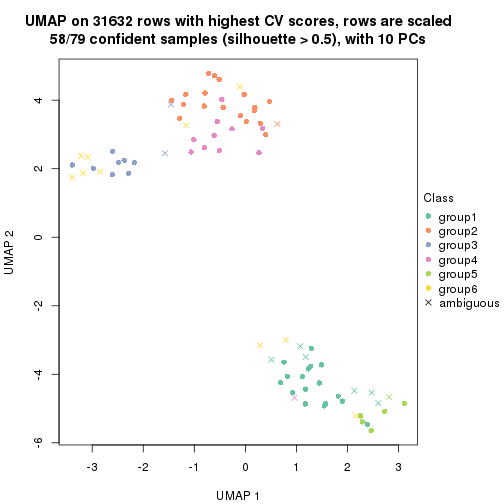 UMAP on 31632 rows with highest CV scores, rows are scaled
58/79 confident samples (silhouette > 0.5), with 10 PCs
4
2
0
-2
-4
-6
UMAP 2
-3
-2
-1
0
1
2
3
UMAP 1
Class
group1
group2
group3
group4
group5
group6
ambiguous